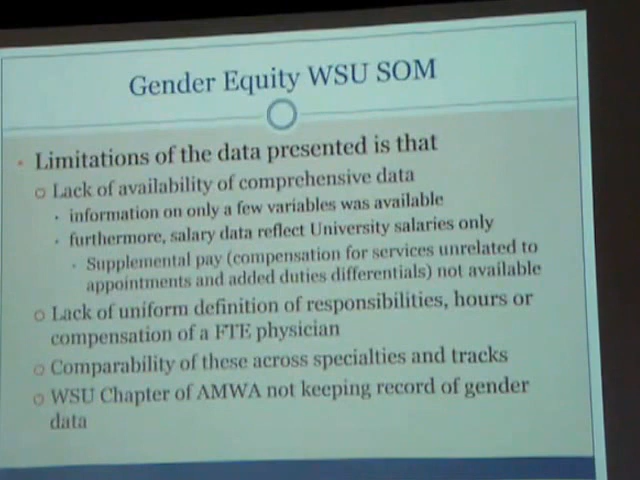 Gender Equity WSU SOM
Limitations of the data presented is that
Lack of availability of comprehensive data
information on only a few variables was available
furthermore, salary data reflect University salaries only
Supplemental pay (compensation for services unrelated to
appointments and added duties differentials) not available
Lack of uniform definition of responsibilities, hours or
compensation of a FTE physician
Comparability of these across specialties and tracks
WSU Chapter of AMWA not keeping record of gender
data